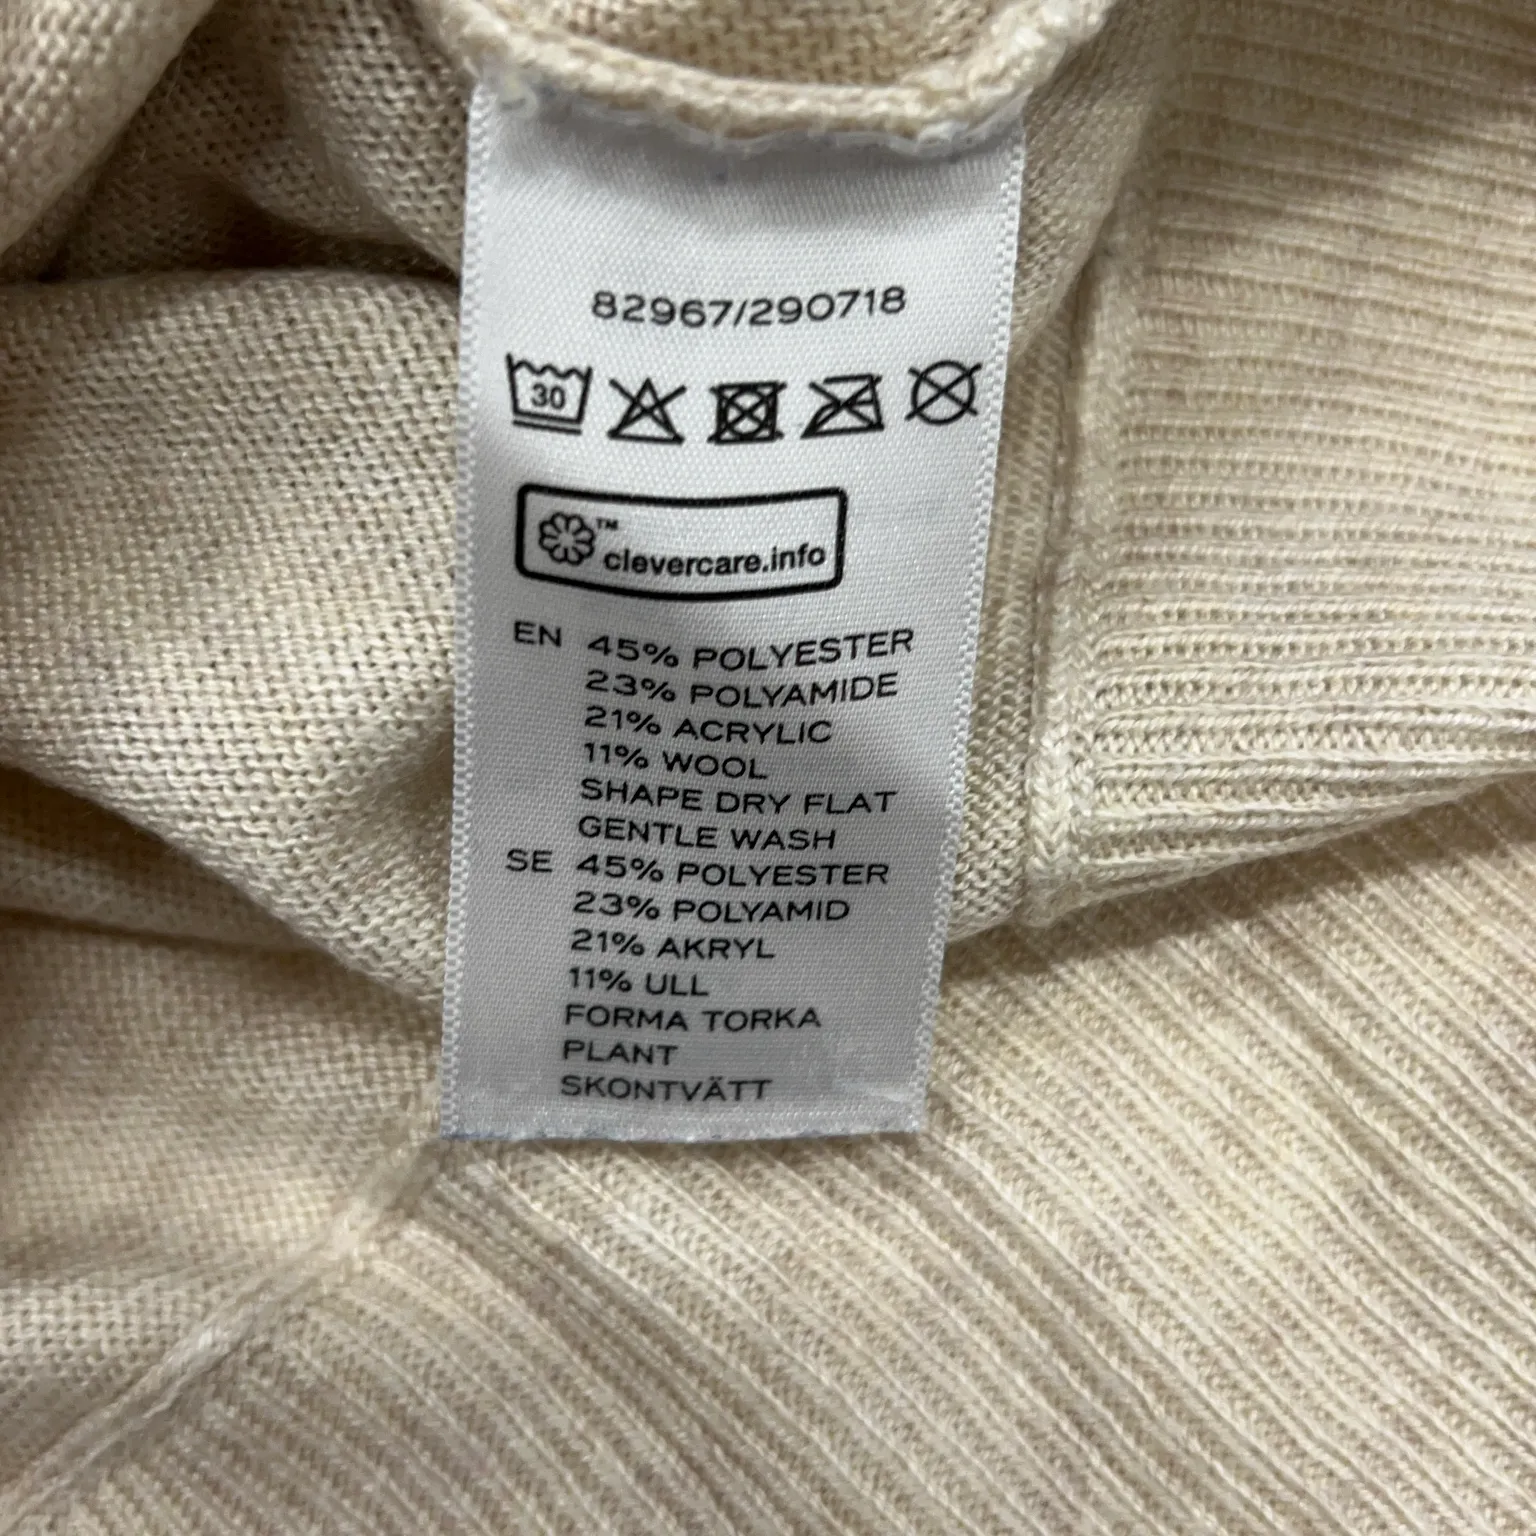 82967/290718
30
™
clevercare.info
EN 45% POLYESTER
23% POLYAMIDE
21% ACRYLIC
11% WOOL
SHAPE DRY FLAT
GENTLE WASH
SE 45% POLYESTER
23% POLYAMID
21% AKRYL
11% ULL
FORMA TORKA
PLANT
SKONTVÄTT